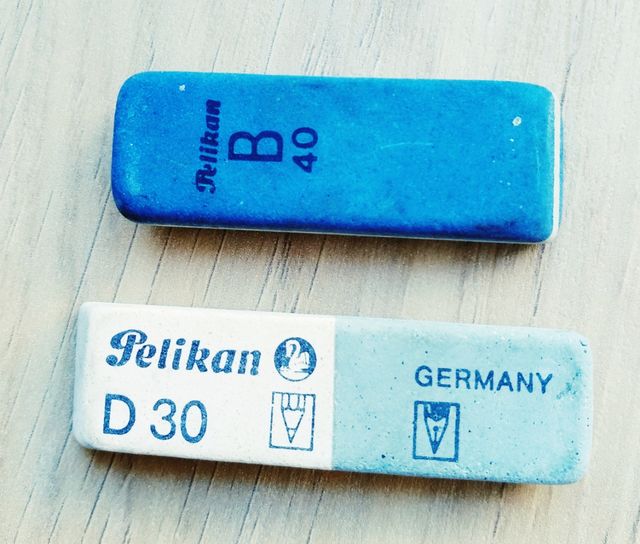 Pelikan
B
40
Pelikan
D 30
GERMANY